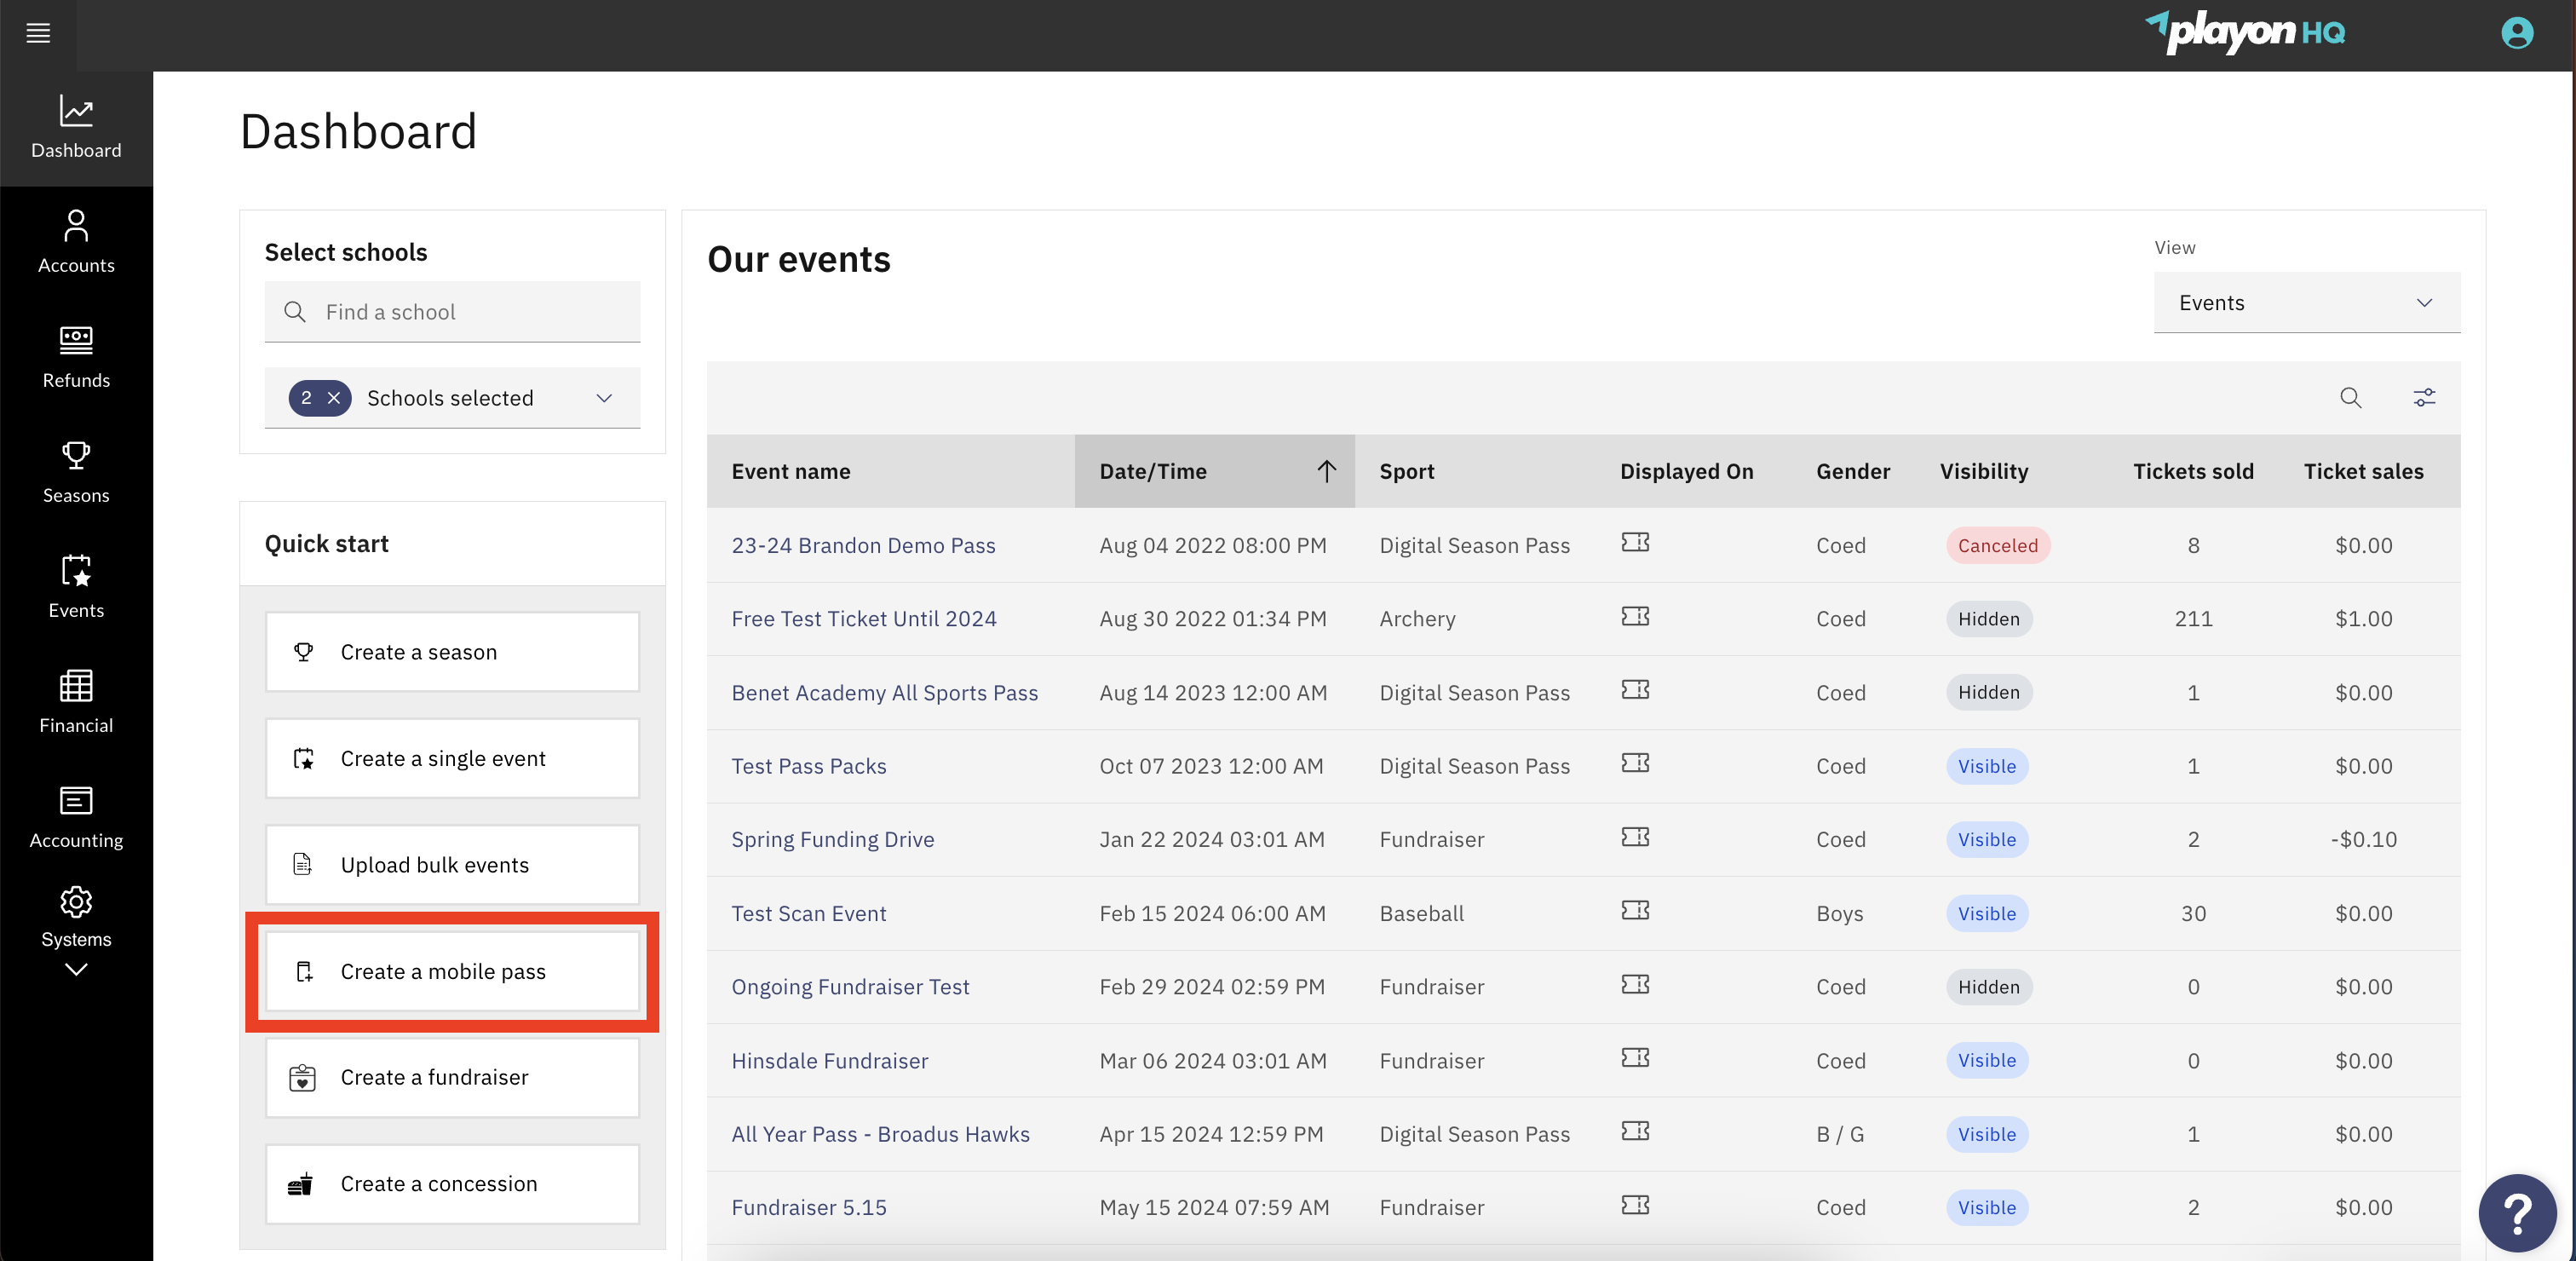 playon HQ
Dashboard
Accounts
Refunds
Seasons
Events
Financial
Accounting
Systems
Dashboard
Select schools
Find a school
2 Schools selected
Quick start
Create a season
Create a single event
Upload bulk events
Create a mobile pass
Create a fundraiser
Create a concession
Our events
View
Events
Event name Date/Time Sport Displayed On Gender Visibility Tickets sold Ticket sales
23-24 Brandon Demo Pass Aug 04 2022 08:00 PM Digital Season Pass Coed Canceled 8 $0.00
Free Test Ticket Until 2024 Aug 30 2022 01:34 PM Archery Coed Hidden 211 $1.00
Benet Academy All Sports Pass Aug 14 2023 12:00 AM Digital Season Pass Coed Hidden 1 $0.00
Test Pass Packs Oct 07 2023 12:00 AM Digital Season Pass Coed Visible 1 $0.00
Spring Funding Drive Jan 22 2024 03:01 AM Fundraiser Coed Visible 2 -$0.10
Test Scan Event Feb 15 2024 06:00 AM Baseball Boys Visible 30 $0.00
Ongoing Fundraiser Test Feb 29 2024 02:59 PM Fundraiser Coed Hidden 0 $0.00
Hinsdale Fundraiser Mar 06 2024 03:01 AM Fundraiser Coed Visible 0 $0.00
All Year Pass - Broadus Hawks Apr 15 2024 12:59 PM Digital Season Pass B / G Visible 1 $0.00
Fundraiser 5.15 May 15 2024 07:59 AM Fundraiser Coed Visible 2 $0.00
?